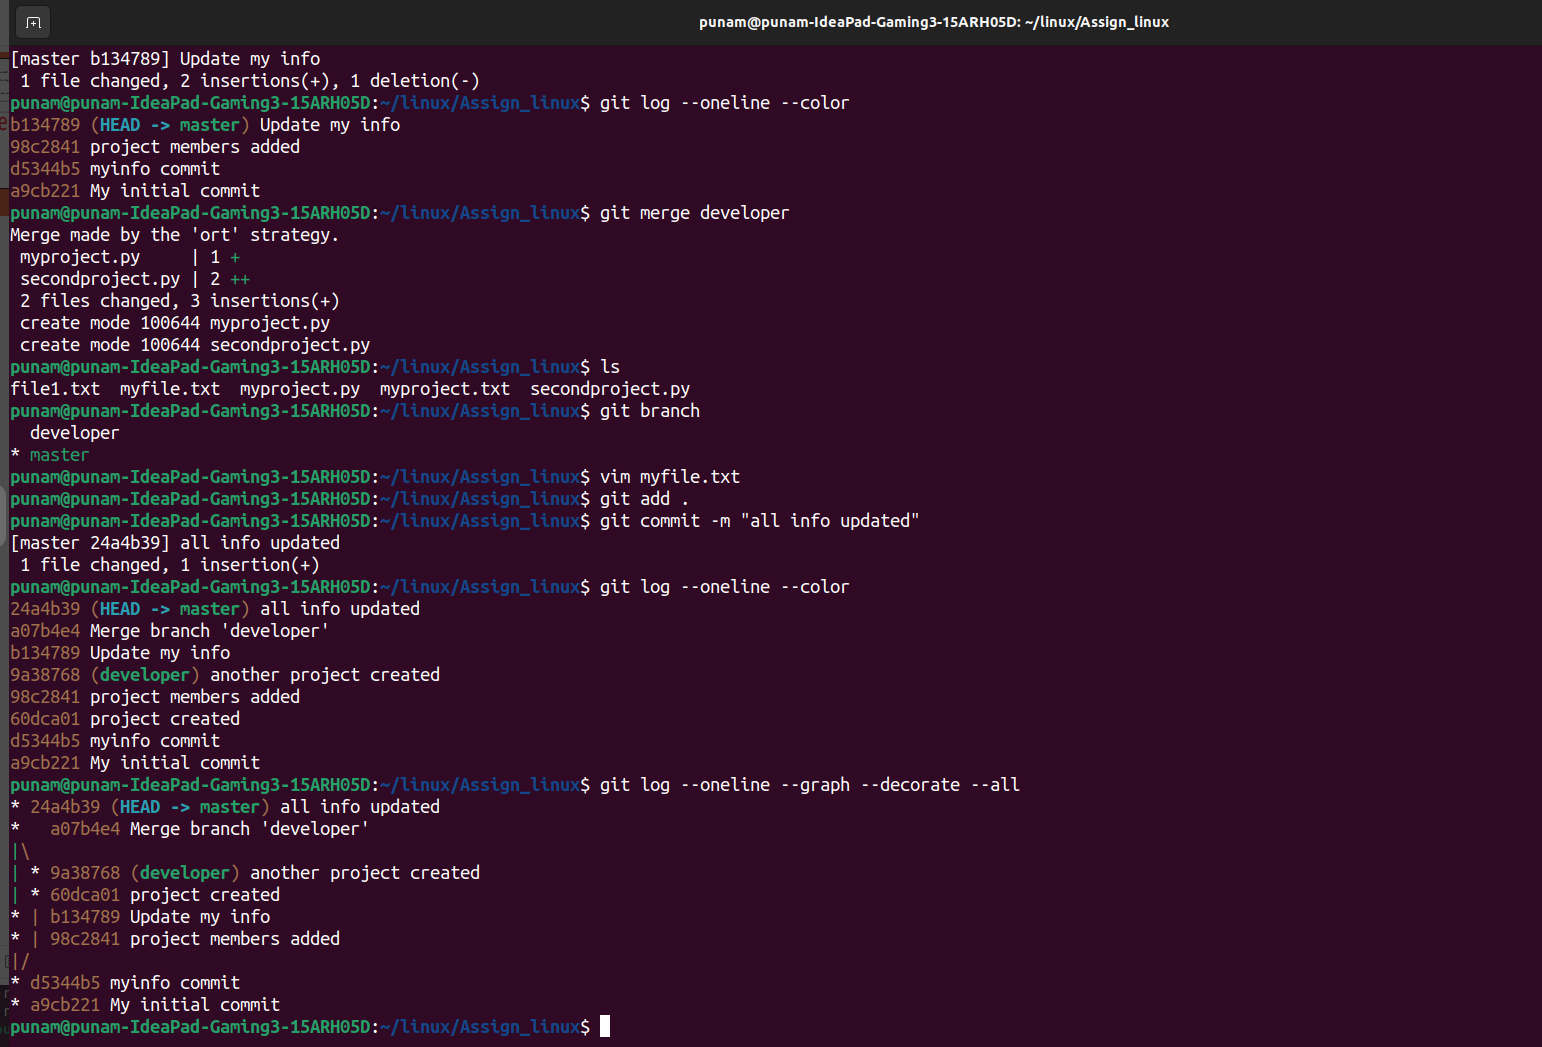 punam@punam-IdeaPad-Gaming3-15ARH05D: ~/linux/Assign_linux
[master b134789] Update my info
 1 file changed, 2 insertions(+), 1 deletion(-)
punam@punam-IdeaPad-Gaming3-15ARH05D:~/linux/Assign_linux$ git log --oneline --color
b134789 (HEAD -> master) Update my info
98c2841 project members added
d5344b5 myinfo commit
a9cb221 My initial commit
punam@punam-IdeaPad-Gaming3-15ARH05D:~/linux/Assign_linux$ git merge developer
Merge made by the 'ort' strategy.
 myproject.py     | 1 +
 secondproject.py | 2 ++
 2 files changed, 3 insertions(+)
 create mode 100644 myproject.py
 create mode 100644 secondproject.py
punam@punam-IdeaPad-Gaming3-15ARH05D:~/linux/Assign_linux$ ls
file1.txt  myfile.txt  myproject.py  myproject.txt  secondproject.py
punam@punam-IdeaPad-Gaming3-15ARH05D:~/linux/Assign_linux$ git branch
  developer
* master
punam@punam-IdeaPad-Gaming3-15ARH05D:~/linux/Assign_linux$ vim myfile.txt
punam@punam-IdeaPad-Gaming3-15ARH05D:~/linux/Assign_linux$ git add .
punam@punam-IdeaPad-Gaming3-15ARH05D:~/linux/Assign_linux$ git commit -m "all info updated"
[master 24a4b39] all info updated
 1 file changed, 1 insertion(+)
punam@punam-IdeaPad-Gaming3-15ARH05D:~/linux/Assign_linux$ git log --oneline --color
24a4b39 (HEAD -> master) all info updated
a07b4e4 Merge branch 'developer'
b134789 Update my info
9a38768 (developer) another project created
98c2841 project members added
60dca01 project created
d5344b5 myinfo commit
a9cb221 My initial commit
punam@punam-IdeaPad-Gaming3-15ARH05D:~/linux/Assign_linux$ git log --oneline --graph --decorate --all
* 24a4b39 (HEAD -> master) all info updated
*   a07b4e4 Merge branch 'developer'
|\
| * 9a38768 (developer) another project created
| * 60dca01 project created
* | b134789 Update my info
* | 98c2841 project members added
|/
* d5344b5 myinfo commit
* a9cb221 My initial commit
punam@punam-IdeaPad-Gaming3-15ARH05D:~/linux/Assign_linux$